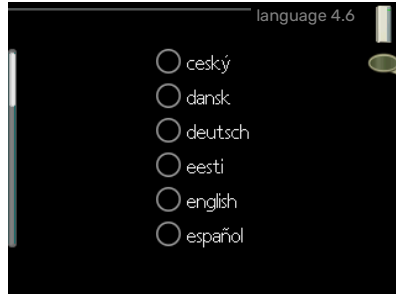 language 4.6
ceský
dansk
deutsch
eesti
english
español